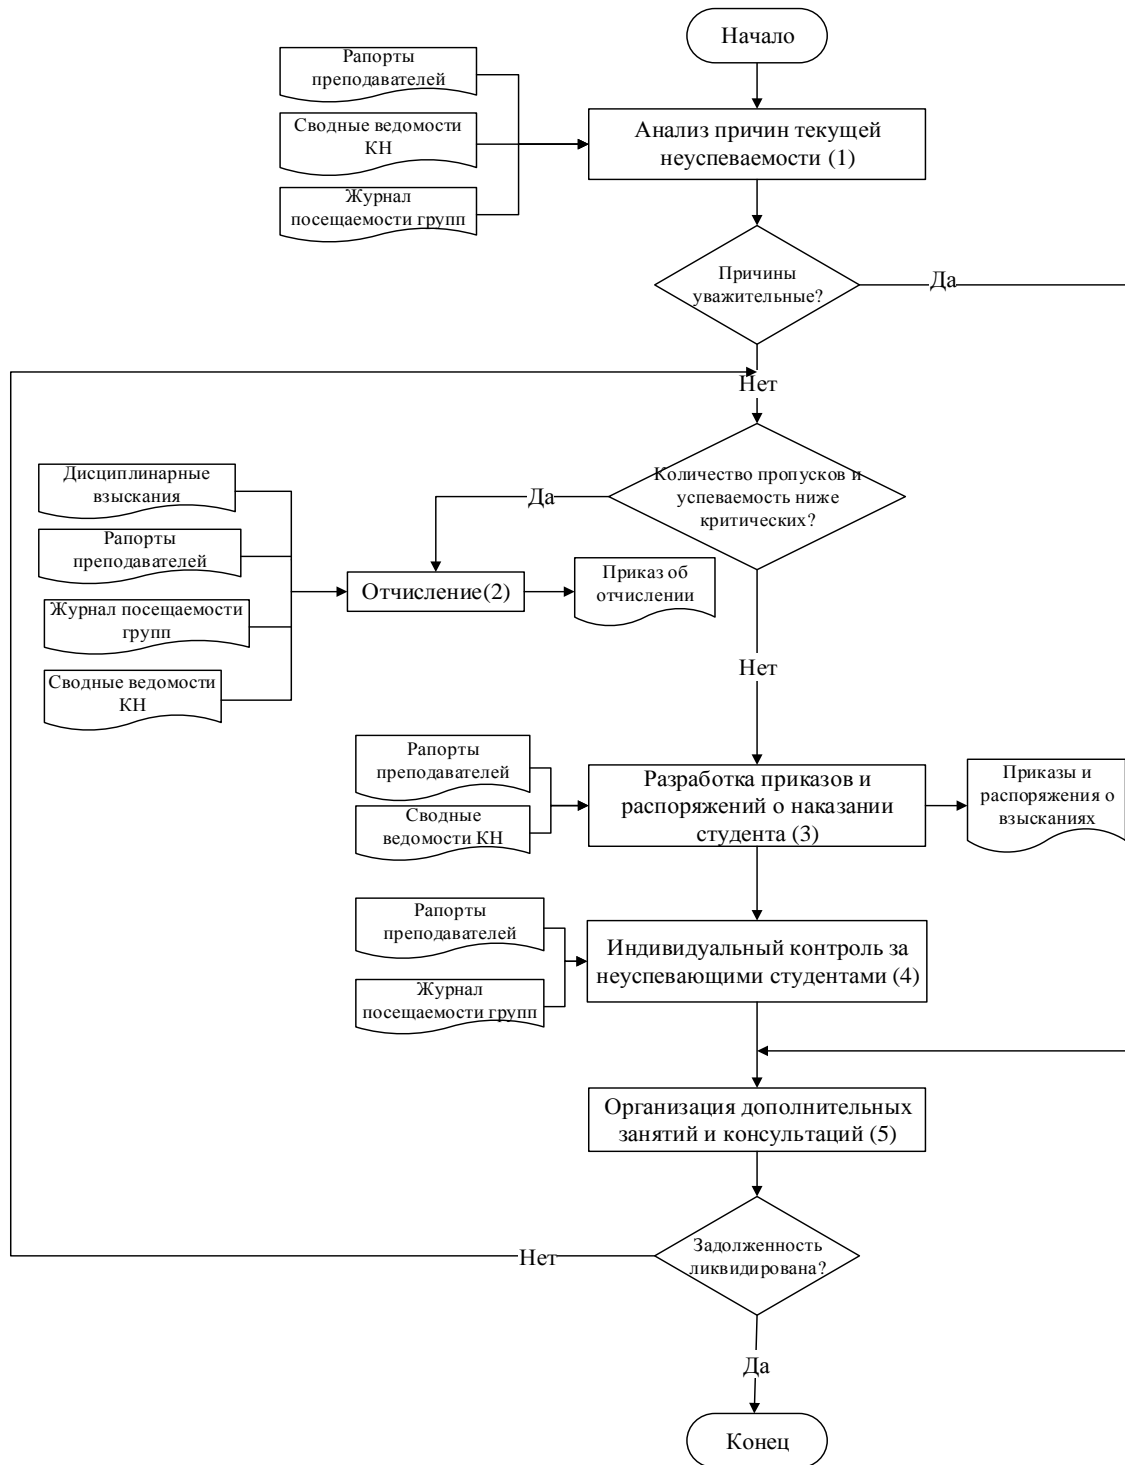 Начало
Рапорты
преподавателей
Сводные ведомости
КН
Журнал
посещаемости групп
Анализ причин текущей
неуспеваемости (1)
Причины
уважительные?
Да
Нет
Количество пропусков и
успеваемость ниже
критических?
Да
Дисциплинарные
взыскания
Рапорты
преподавателей
Журнал посещаемости
групп
Сводные ведомости
КН
Отчисление(2)
Приказ об
отчислении
Нет
Рапорты
преподавателей
Сводные
ведомости КН
Разработка приказов и
распоряжений о наказании
студента (3)
Приказы и
распоряжения о
взысканиях
Рапорты
преподавателей
Журнал
посещаемости групп
Индивидуальный контроль за
неуспевающими студентами (4)
Организация дополнительных
занятий и консультаций (5)
Задолженность
ликвидирована?
Нет
Да
Конец